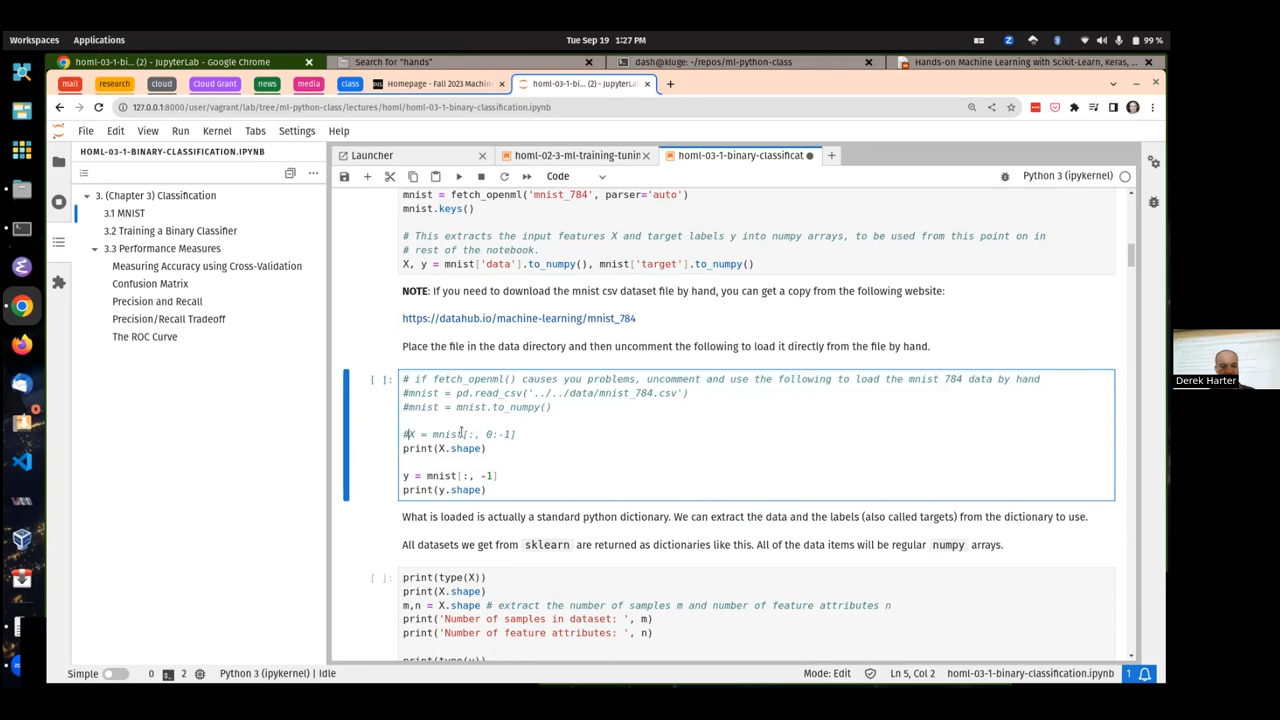 Workspaces
Applications
Tue Sep 19 1:27 PM
99 %
homl-03-1-bi… (2) - JupyterLab - Google Chrome
Search for "hands"
dash@kluge: ~/repos/ml-python-class
Hands-on Machine Learning with Scikit-Learn, Keras, …
mail
research
cloud
Cloud Grant
news
media
class
Homepage - Fall 2023 Machine
homl-03-1-bi… (2) - JupyterL
127.0.0.1:8000/user/vagrant/lab/tree/ml-python-class/lectures/homl/homl-03-1-binary-classification.ipynb
File Edit View Run Kernel Tabs Settings Help
HOML-03-1-BINARY-CLASSIFICATION.IPYNB
3. (Chapter 3) Classification
3.1 MNIST
3.2 Training a Binary Classifier
3.3 Performance Measures
Measuring Accuracy using Cross-Validation
Confusion Matrix
Precision and Recall
Precision/Recall Tradeoff
The ROC Curve
Launcher
homl-02-3-ml-training-tunin
homl-03-1-binary-classificat
Code
Python 3 (ipykernel)
mnist = fetch_openml('mnist_784', parser='auto')
mnist.keys()
# This extracts the input features X and target labels y into numpy arrays, to be used from this point on in
# rest of the notebook.
X, y = mnist['data'].to_numpy(), mnist['target'].to_numpy()
NOTE: If you need to download the mnist csv dataset file by hand, you can get a copy from the following website:
https://datahub.io/machine-learning/mnist_784
Place the file in the data directory and then uncomment the following to load it directly from the file by hand.
[ ]:
# if fetch_openml() causes you problems, uncomment and use the following to load the mnist 784 data by hand
#mnist = pd.read_csv('../../data/mnist_784.csv')
#mnist = mnist.to_numpy()
#X = mnist[:, 0:-1]
print(X.shape)
y = mnist[:, -1]
print(y.shape)
What is loaded is actually a standard python dictionary. We can extract the data and the labels (also called targets) from the dictionary to use.
All datasets we get from sklearn are returned as dictionaries like this. All of the data items will be regular numpy arrays.
[ ]:
print(type(X))
print(X.shape)
m,n = X.shape # extract the number of samples m and number of feature attributes n
print('Number of samples in dataset: ', m)
print('Number of feature attributes: ', n)
print(type(y))
Derek Harter
Simple
0
2
Python 3 (ipykernel) | Idle
Mode: Edit
Ln 5, Col 2
homl-03-1-binary-classification.ipynb
1